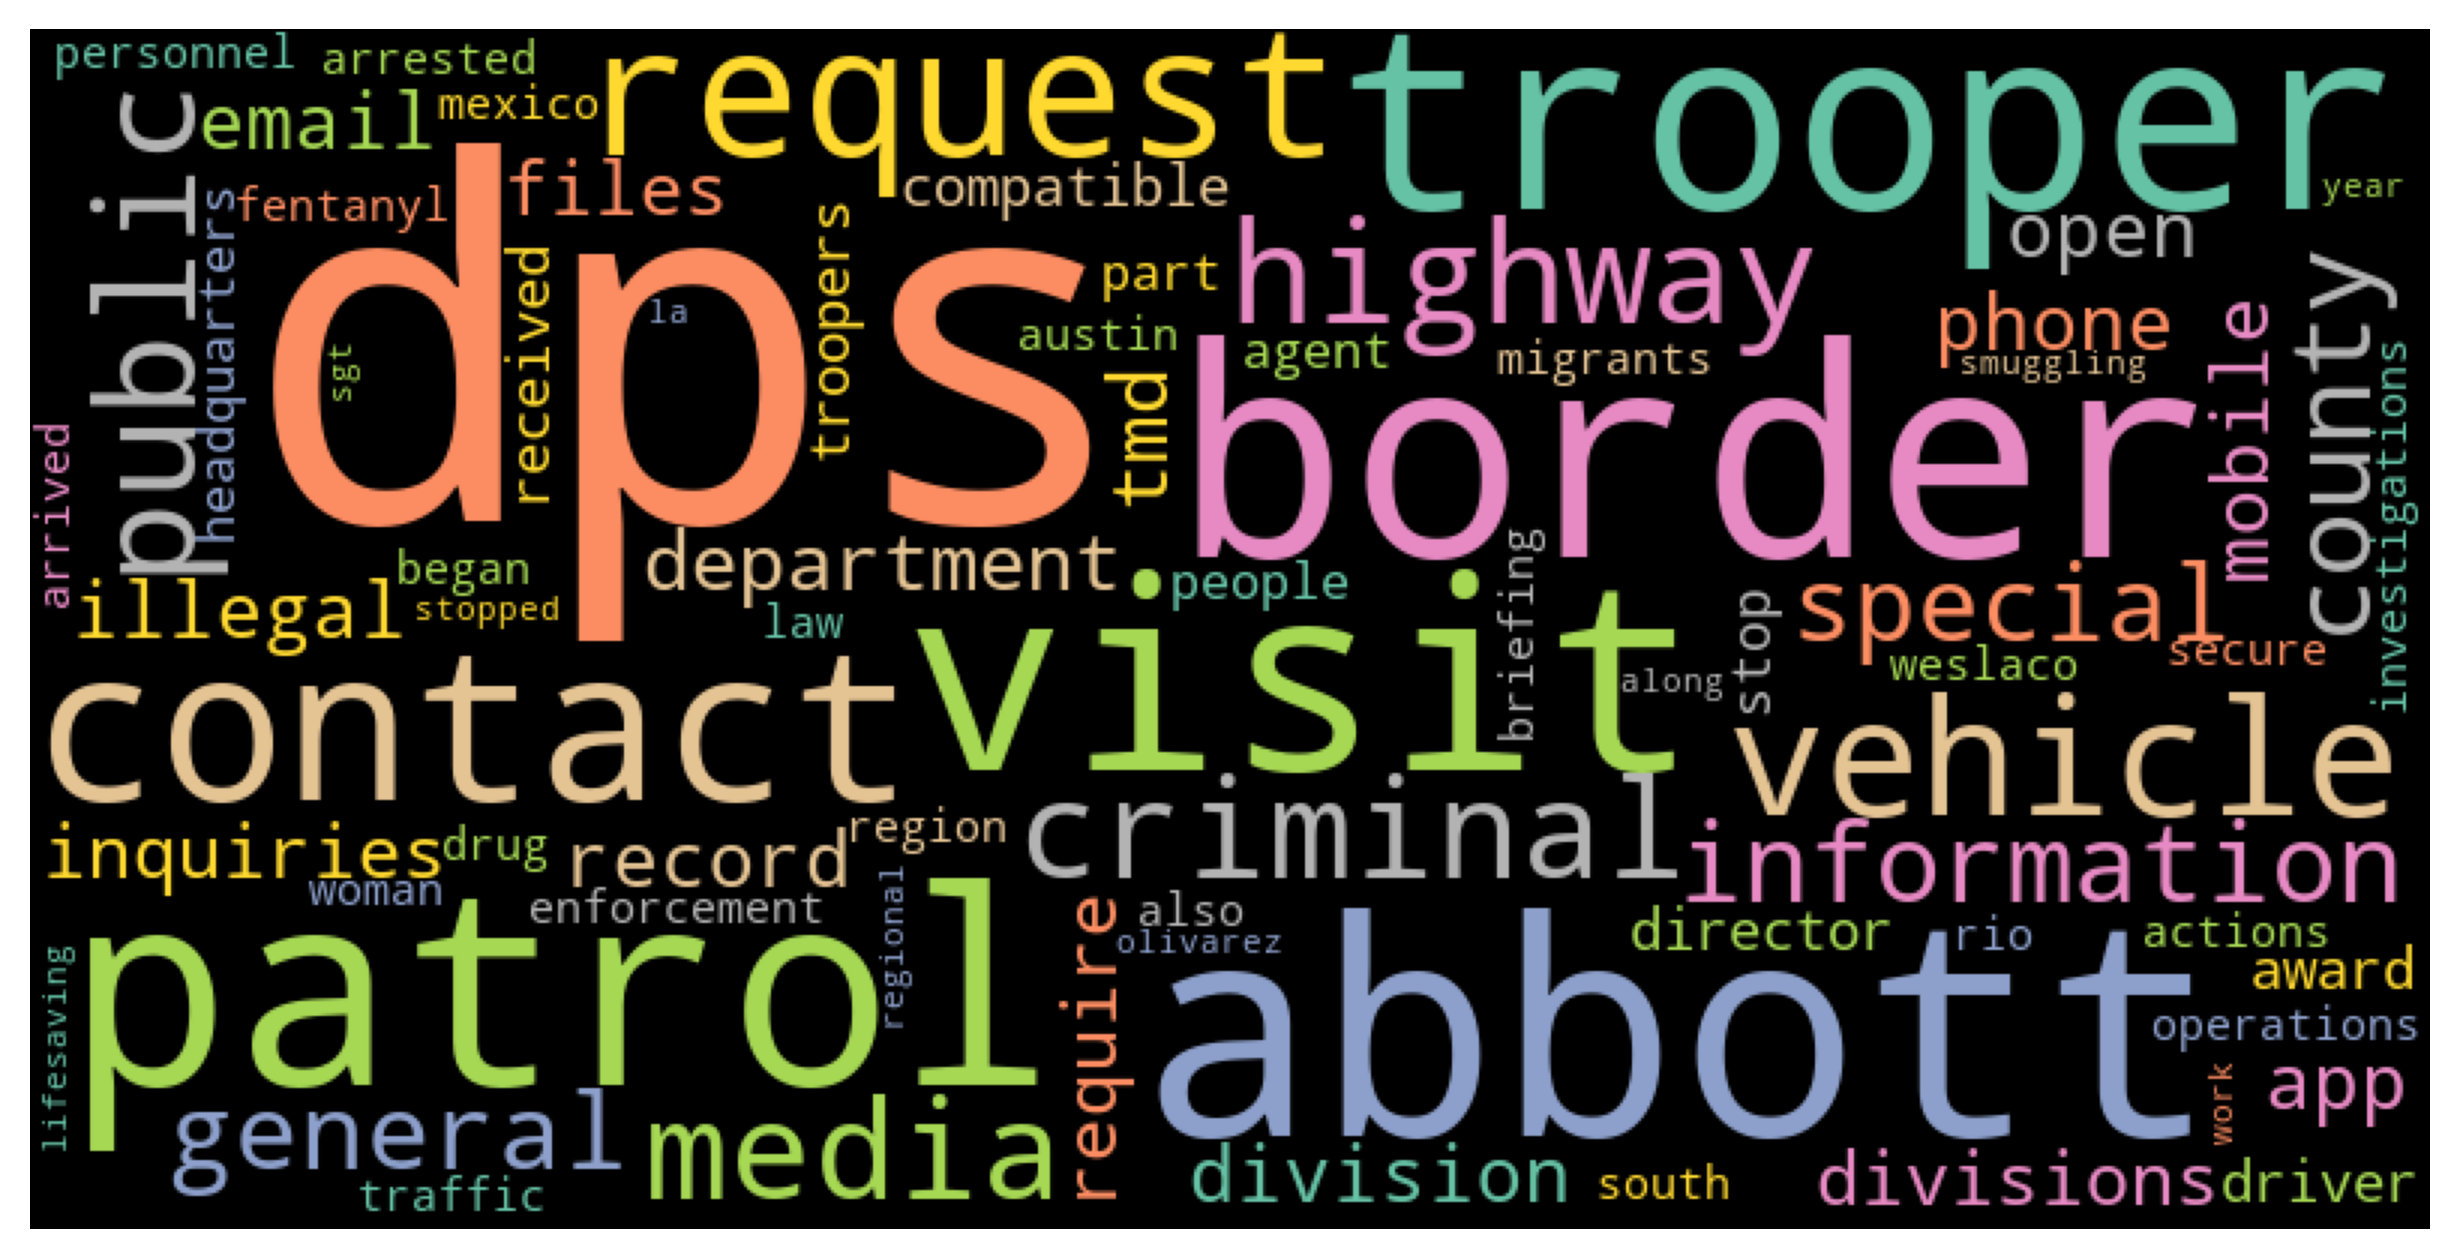 personnel
arrested
request
trooper
public
email
mexico
compatible
year
headquarters
fentanyl
files
dps
received
troopers
part
highway
open
county
la
sgt
austin
agent
migrants
phone
smuggling
mobile
investigations
tmd
border
arrived
department
began
illegal
stopped
law
people
visit
briefing
along
stop
special
secure
weslaco
contact
vehicle
criminal
inquiries
drug
record
region
information
woman
enforcement
regional
patrol
require
also
olivarez
abbott
director
rio
actions
award
operations
lifesaving
general
media
work
app
traffic
division
south
divisions
driver